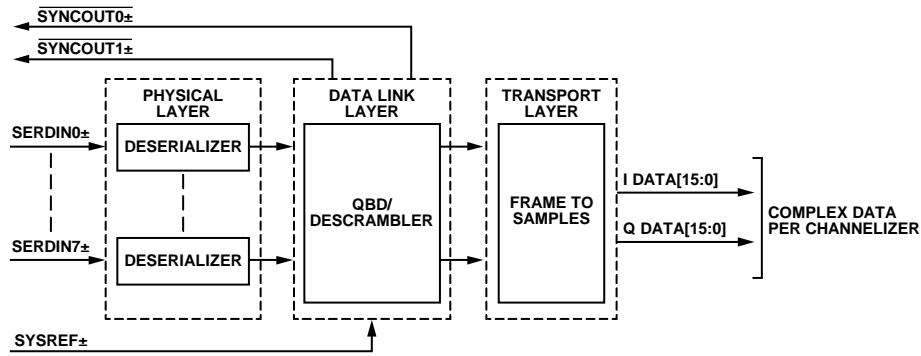 SYNCOUT0±
SYNCOUT1±
PHYSICAL
LAYER
DATA LINK
LAYER
TRANSPORT
LAYER
SERDIN0±
DESERIALIZER
QBD/
DESCRAMBLER
FRAME TO
SAMPLES
I DATA[15:0]
Q DATA[15:0]
COMPLEX DATA
PER CHANNELIZER
SERDIN7±
DESERIALIZER
SYSREF±